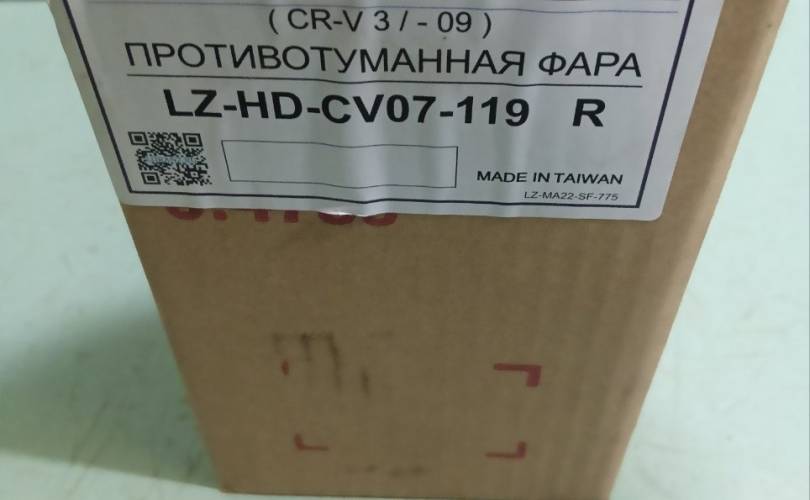 ( CR-V 3 / - 09 )
ПРОТИВОТУМАННАЯ ФАРА
LZ-HD-CV07-119 R
MADE IN TAIWAN
LZ-MA22-SF-775